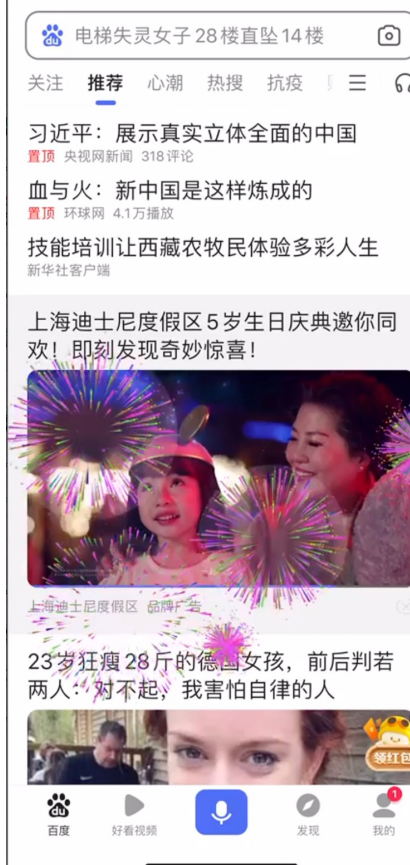 du 电梯失灵女子28楼直坠14楼
关注 推荐 心潮 热搜 抗疫
习近平：展示真实立体全面的中国
置顶 央视网新闻 318评论
血与火：新中国是这样炼成的
置顶 环球网 4.1万播放
技能培训让西藏农牧民体验多彩人生
新华社客户端
上海迪士尼度假区5岁生日庆典邀你同
欢！即刻发现奇妙惊喜！
上海迪士尼度假区 品牌广告
23岁狂瘦28斤的德国女孩，前后判若
两人：对不起，我害怕自律的人
领红包
1
百度 好看视频 发现 我的